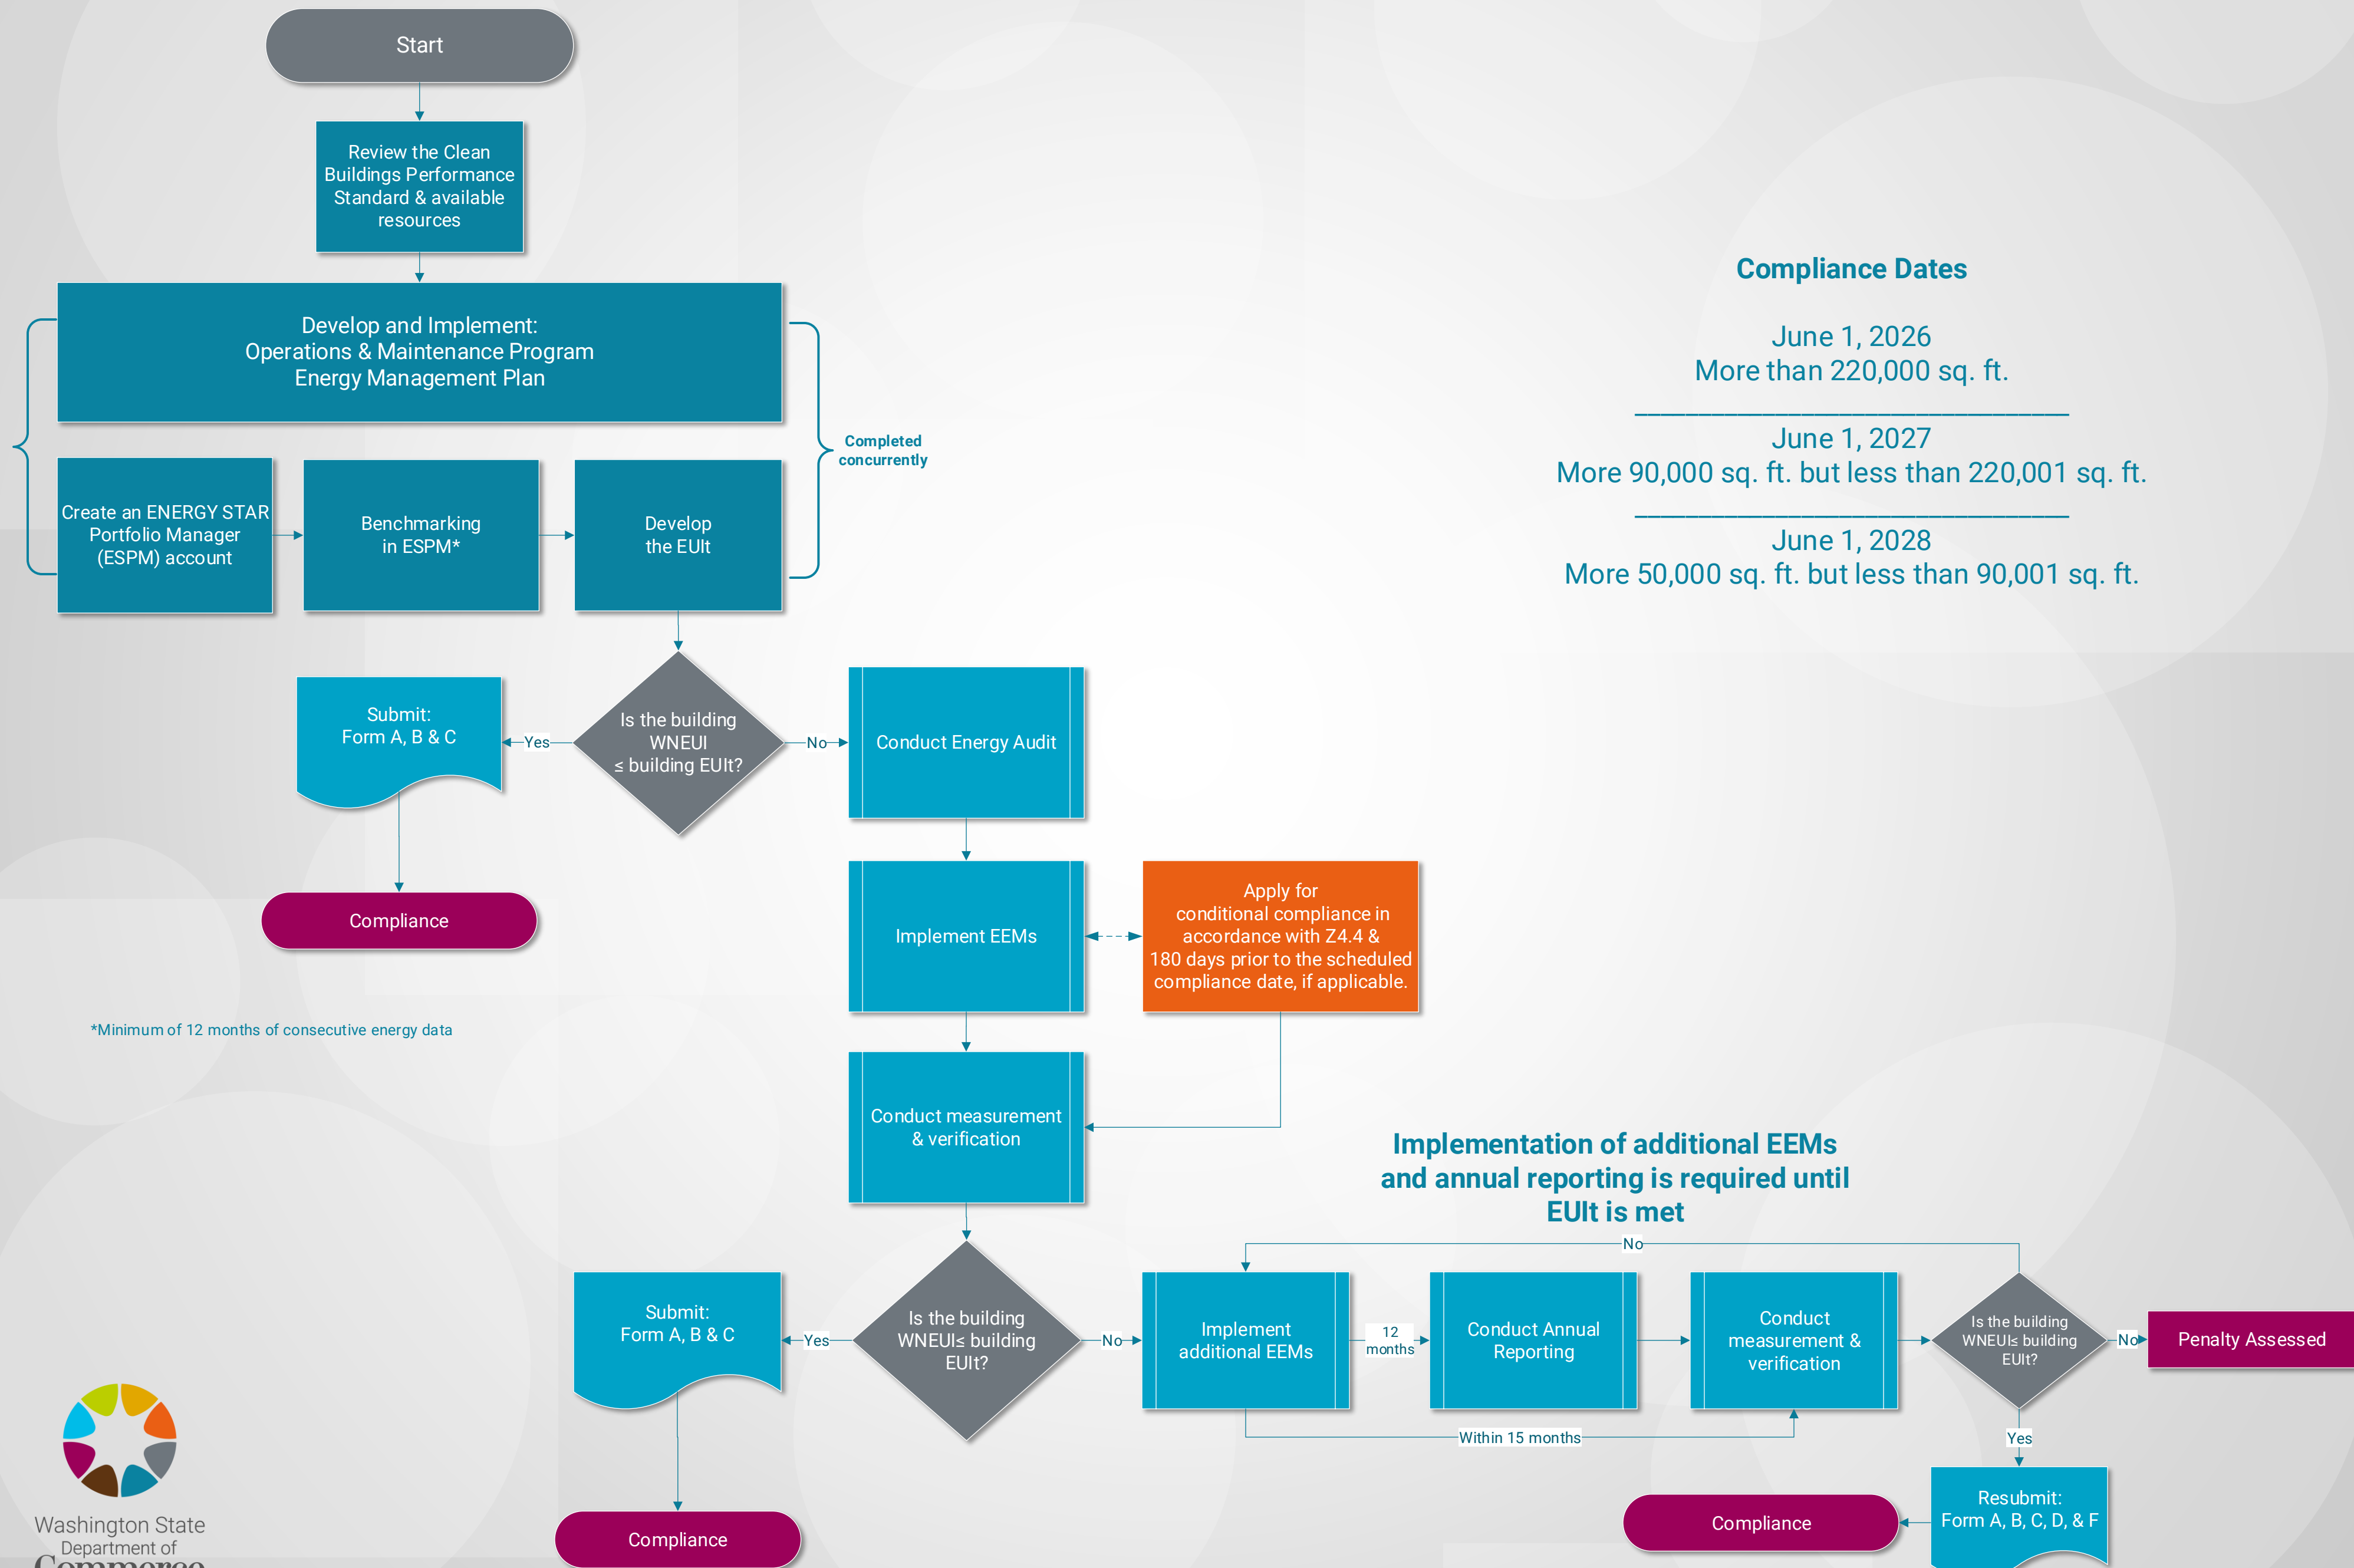 Start
Review the Clean
Buildings Performance
Standard & available
resources
Develop and Implement:
Operations & Maintenance Program
Energy Management Plan
Completed
concurrently
Create an ENERGY STAR
Portfolio Manager
(ESPM) account
Benchmarking
in ESPM*
Develop
the EUIt
Compliance Dates
June 1, 2026
More than 220,000 sq. ft.
June 1, 2027
More 90,000 sq. ft. but less than 220,001 sq. ft.
June 1, 2028
More 50,000 sq. ft. but less than 90,001 sq. ft.
Submit:
Form A, B & C
Yes
Is the building
WNEUI
≤ building EUIt?
No
Conduct Energy Audit
Compliance
Implement EEMs
Apply for
conditional compliance in
accordance with Z4.4 &
180 days prior to the scheduled
compliance date, if applicable.
*Minimum of 12 months of consecutive energy data
Conduct measurement
& verification
Implementation of additional EEMs
and annual reporting is required until
EUIt is met
No
Submit:
Form A, B & C
Yes
Is the building
WNEUI≤ building
EUIt?
No
Implement
additional EEMs
12
months
Conduct Annual
Reporting
Conduct
measurement &
verification
Is the building
WNEUI≤ building
EUIt?
No
Penalty Assessed
Within 15 months
Yes
Compliance
Resubmit:
Form A, B, C, D, & F
Compliance
Washington State
Department of
Commerce